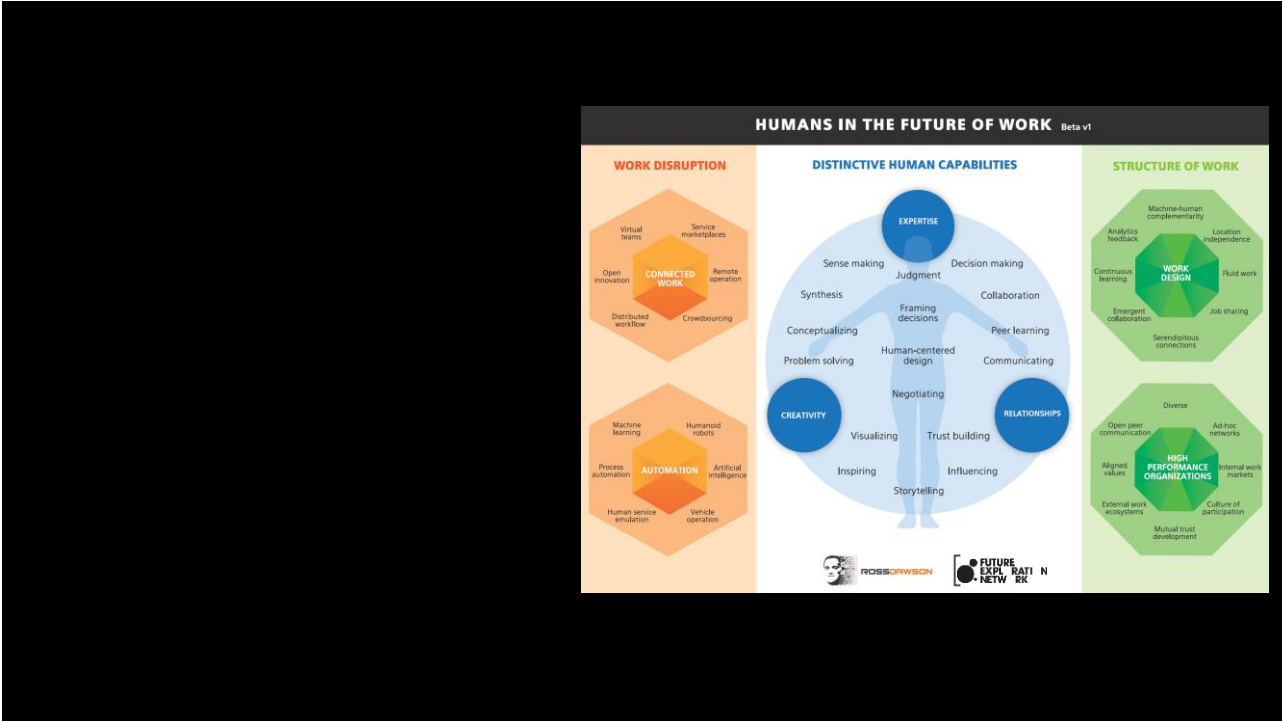 HUMANS IN THE FUTURE OF WORK Beta v1
WORK DISRUPTION
Virtual
teams
Service
marketplaces
Open
innovation
CONNECTED
WORK
Remote
operation
Distributed
workflow
Crowdsourcing
Machine
learning
Humanoid
robots
Process
automation
AUTOMATION
Artificial
intelligence
Human service
emulation
Vehicle
operation
DISTINCTIVE HUMAN CAPABILITIES
EXPERTISE
Sense making
Judgment
Decision making
Synthesis
Collaboration
Framing
decisions
Conceptualizing
Peer learning
Problem solving
Human-centered
design
Communicating
Negotiating
CREATIVITY
RELATIONSHIPS
Visualizing
Trust building
Inspiring
Influencing
Storytelling
ROSSDAWSON
FUTURE
EXPL RATI N
NETW RK
STRUCTURE OF WORK
Machine-human
complementarity
Analytics
feedback
Location
independence
Continuous
learning
WORK
DESIGN
Fluid work
Emergent
collaboration
Job sharing
Serendipitous
connections
Diverse
Open peer
communication
Ad-hoc
networks
Aligned
values
HIGH
PERFORMANCE
ORGANIZATIONS
Internal work
markets
External work
ecosystems
Culture of
participation
Mutual trust
development